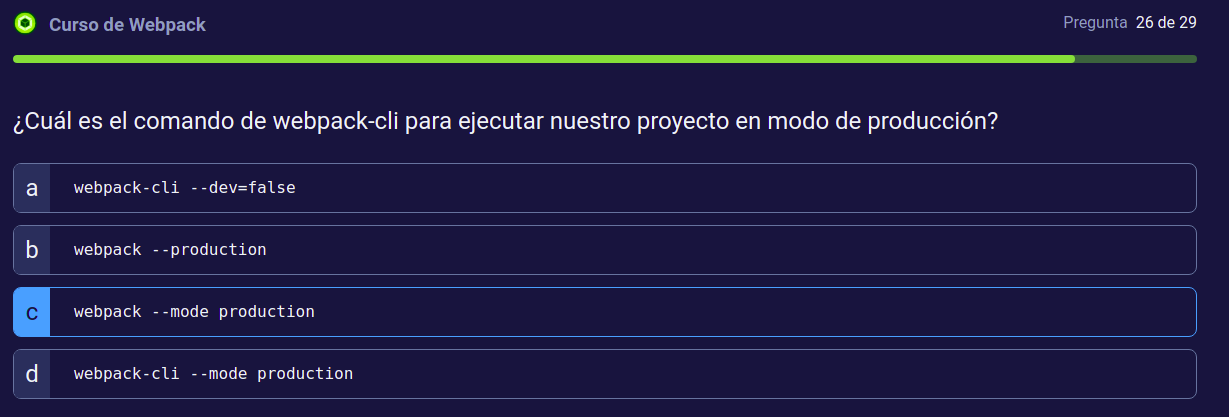 Curso de Webpack
Pregunta 26 de 29
¿Cuál es el comando de webpack-cli para ejecutar nuestro proyecto en modo de producción?
a webpack-cli --dev=false
b webpack --production
c webpack --mode production
d webpack-cli --mode production